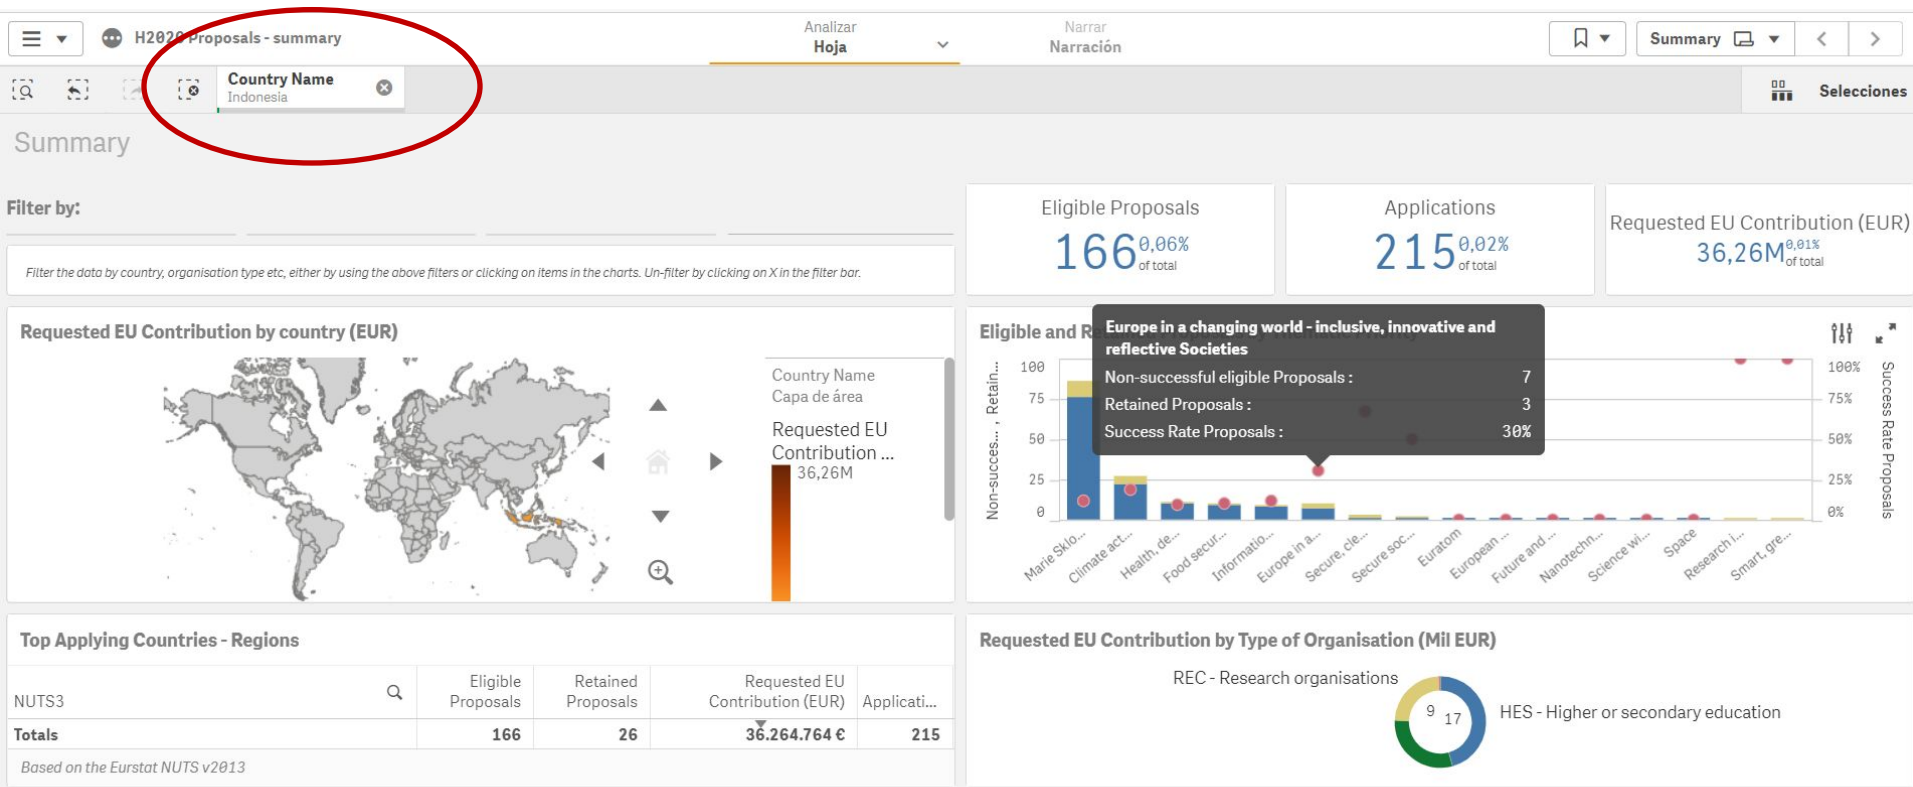 H2020 Proposals - summary
Analizar
Hoja
Narrar
Narración
Summary
Country Name
Indonesia
Selecciones
Summary
Filter by:
Filter the data by country, organisation type etc, either by using the above filters or clicking on items in the charts. Un-filter by clicking on X in the filter bar.
Eligible Proposals
166 0,06%
of total
Applications
215 0,02%
of total
Requested EU Contribution (EUR)
36,26M 0,01%
of total
Requested EU Contribution by country (EUR)
Country Name
Capa de área
Requested EU
Contribution ...
36,26M
Eligible and R
Europe in a changing world - inclusive, innovative and
reflective Societies
Non-successful eligible Proposals : 7
Retained Proposals : 3
Success Rate Proposals : 30%
Non-succes... , Retain...
100
75
50
25
0
100%
75%
50%
25%
0%
Success Rate Proposals
Marie Sklo...
Climate act...
Health, de...
Food secur...
Informatio...
Europe in a...
Secure, cle...
Secure soc...
Euratom
European ...
Future and ...
Nanotechn...
Science wi...
Space
Research i...
Smart, gre...
Top Applying Countries - Regions
NUTS3
Eligible
Proposals
Retained
Proposals
Requested EU
Contribution (EUR)
Applicati...
Totals 166 26 36.264.764 € 215
Based on the Eurstat NUTS v2013
Requested EU Contribution by Type of Organisation (Mil EUR)
REC - Research organisations
9 17
HES - Higher or secondary education